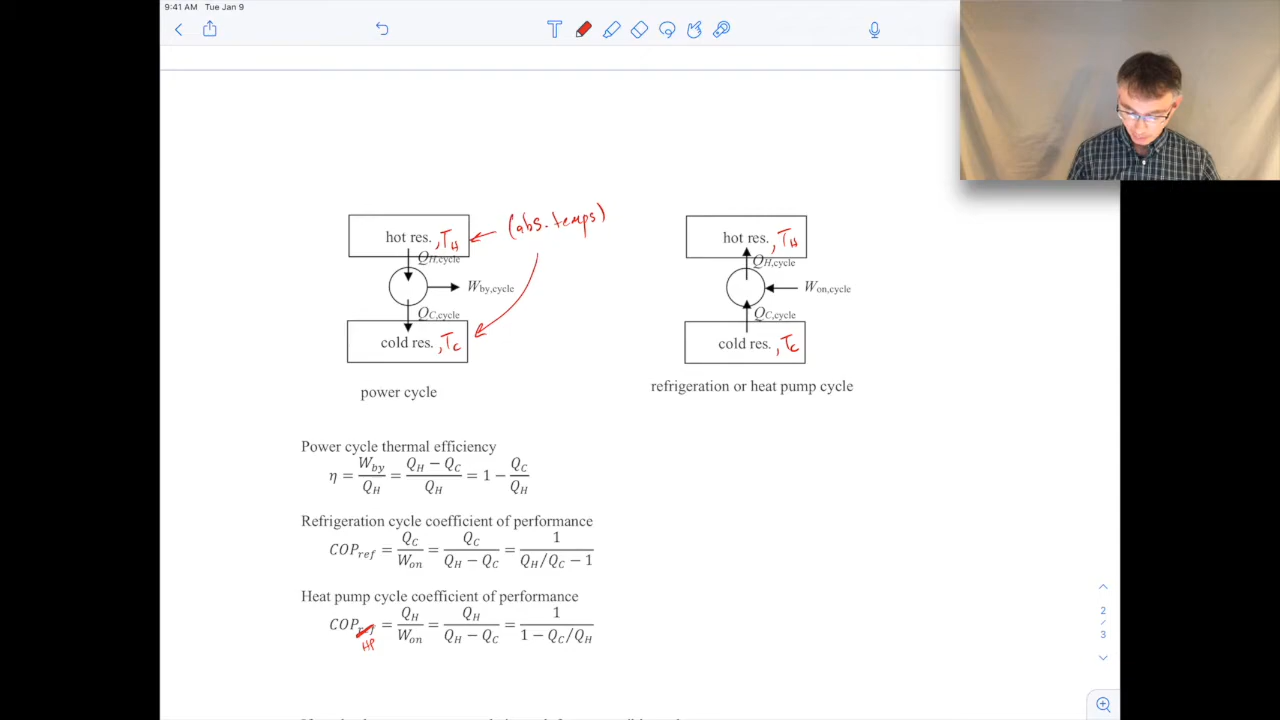 9:41 AM Tue Jan 9
T
hot res. , T_H
(abs. temps)
Q_H,cycle
W_by,cycle
Q_C,cycle
cold res. , T_C
power cycle
hot res. , T_H
Q_H,cycle
W_on,cycle
Q_C,cycle
cold res. , T_C
refrigeration or heat pump cycle
Power cycle thermal efficiency
η = W_by/Q_H = (Q_H − Q_C)/Q_H = 1 − Q_C/Q_H
Refrigeration cycle coefficient of performance
COP_ref = Q_C/W_on = Q_C/(Q_H − Q_C) = 1/(Q_H/Q_C − 1)
Heat pump cycle coefficient of performance
COP_ref = Q_H/W_on = Q_H/(Q_H − Q_C) = 1/(1 − Q_C/Q_H)
HP
2
/
3